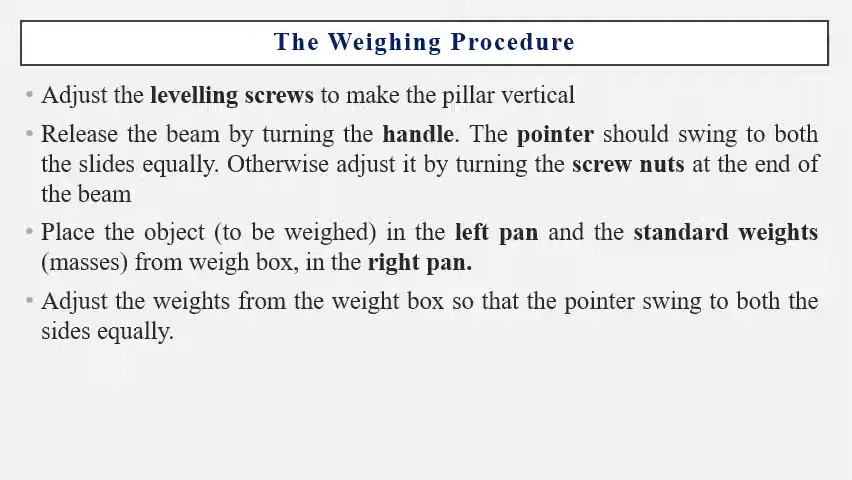 The Weighing Procedure
• Adjust the levelling screws to make the pillar vertical
• Release the beam by turning the handle. The pointer should swing to both
the slides equally. Otherwise adjust it by turning the screw nuts at the end of
the beam
• Place the object (to be weighed) in the left pan and the standard weights
(masses) from weigh box, in the right pan.
• Adjust the weights from the weight box so that the pointer swing to both the
sides equally.